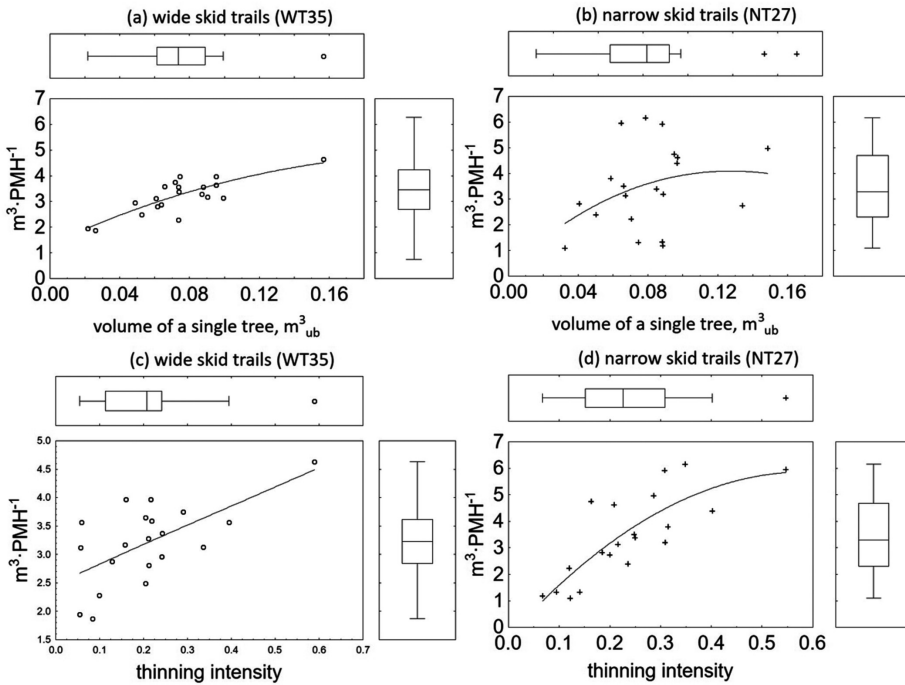 (a) wide skid trails (WT35)
(b) narrow skid trails (NT27)
7
6
5
4
3
2
1
0
m³·PMH⁻¹
0.00 0.04 0.08 0.12 0.16
volume of a single tree, m³ub
7
6
5
4
3
2
1
0
m³·PMH⁻¹
0.00 0.04 0.08 0.12 0.16
volume of a single tree, m³ub
(c) wide skid trails (WT35)
(d) narrow skid trails (NT27)
5.0
4.5
4.0
3.5
3.0
2.5
2.0
1.5
m³·PMH⁻¹
0.0 0.1 0.2 0.3 0.4 0.5 0.6 0.7
thinning intensity
7
6
5
4
3
2
1
0
m³·PMH⁻¹
0.0 0.1 0.2 0.3 0.4 0.5 0.6
thinning intensity